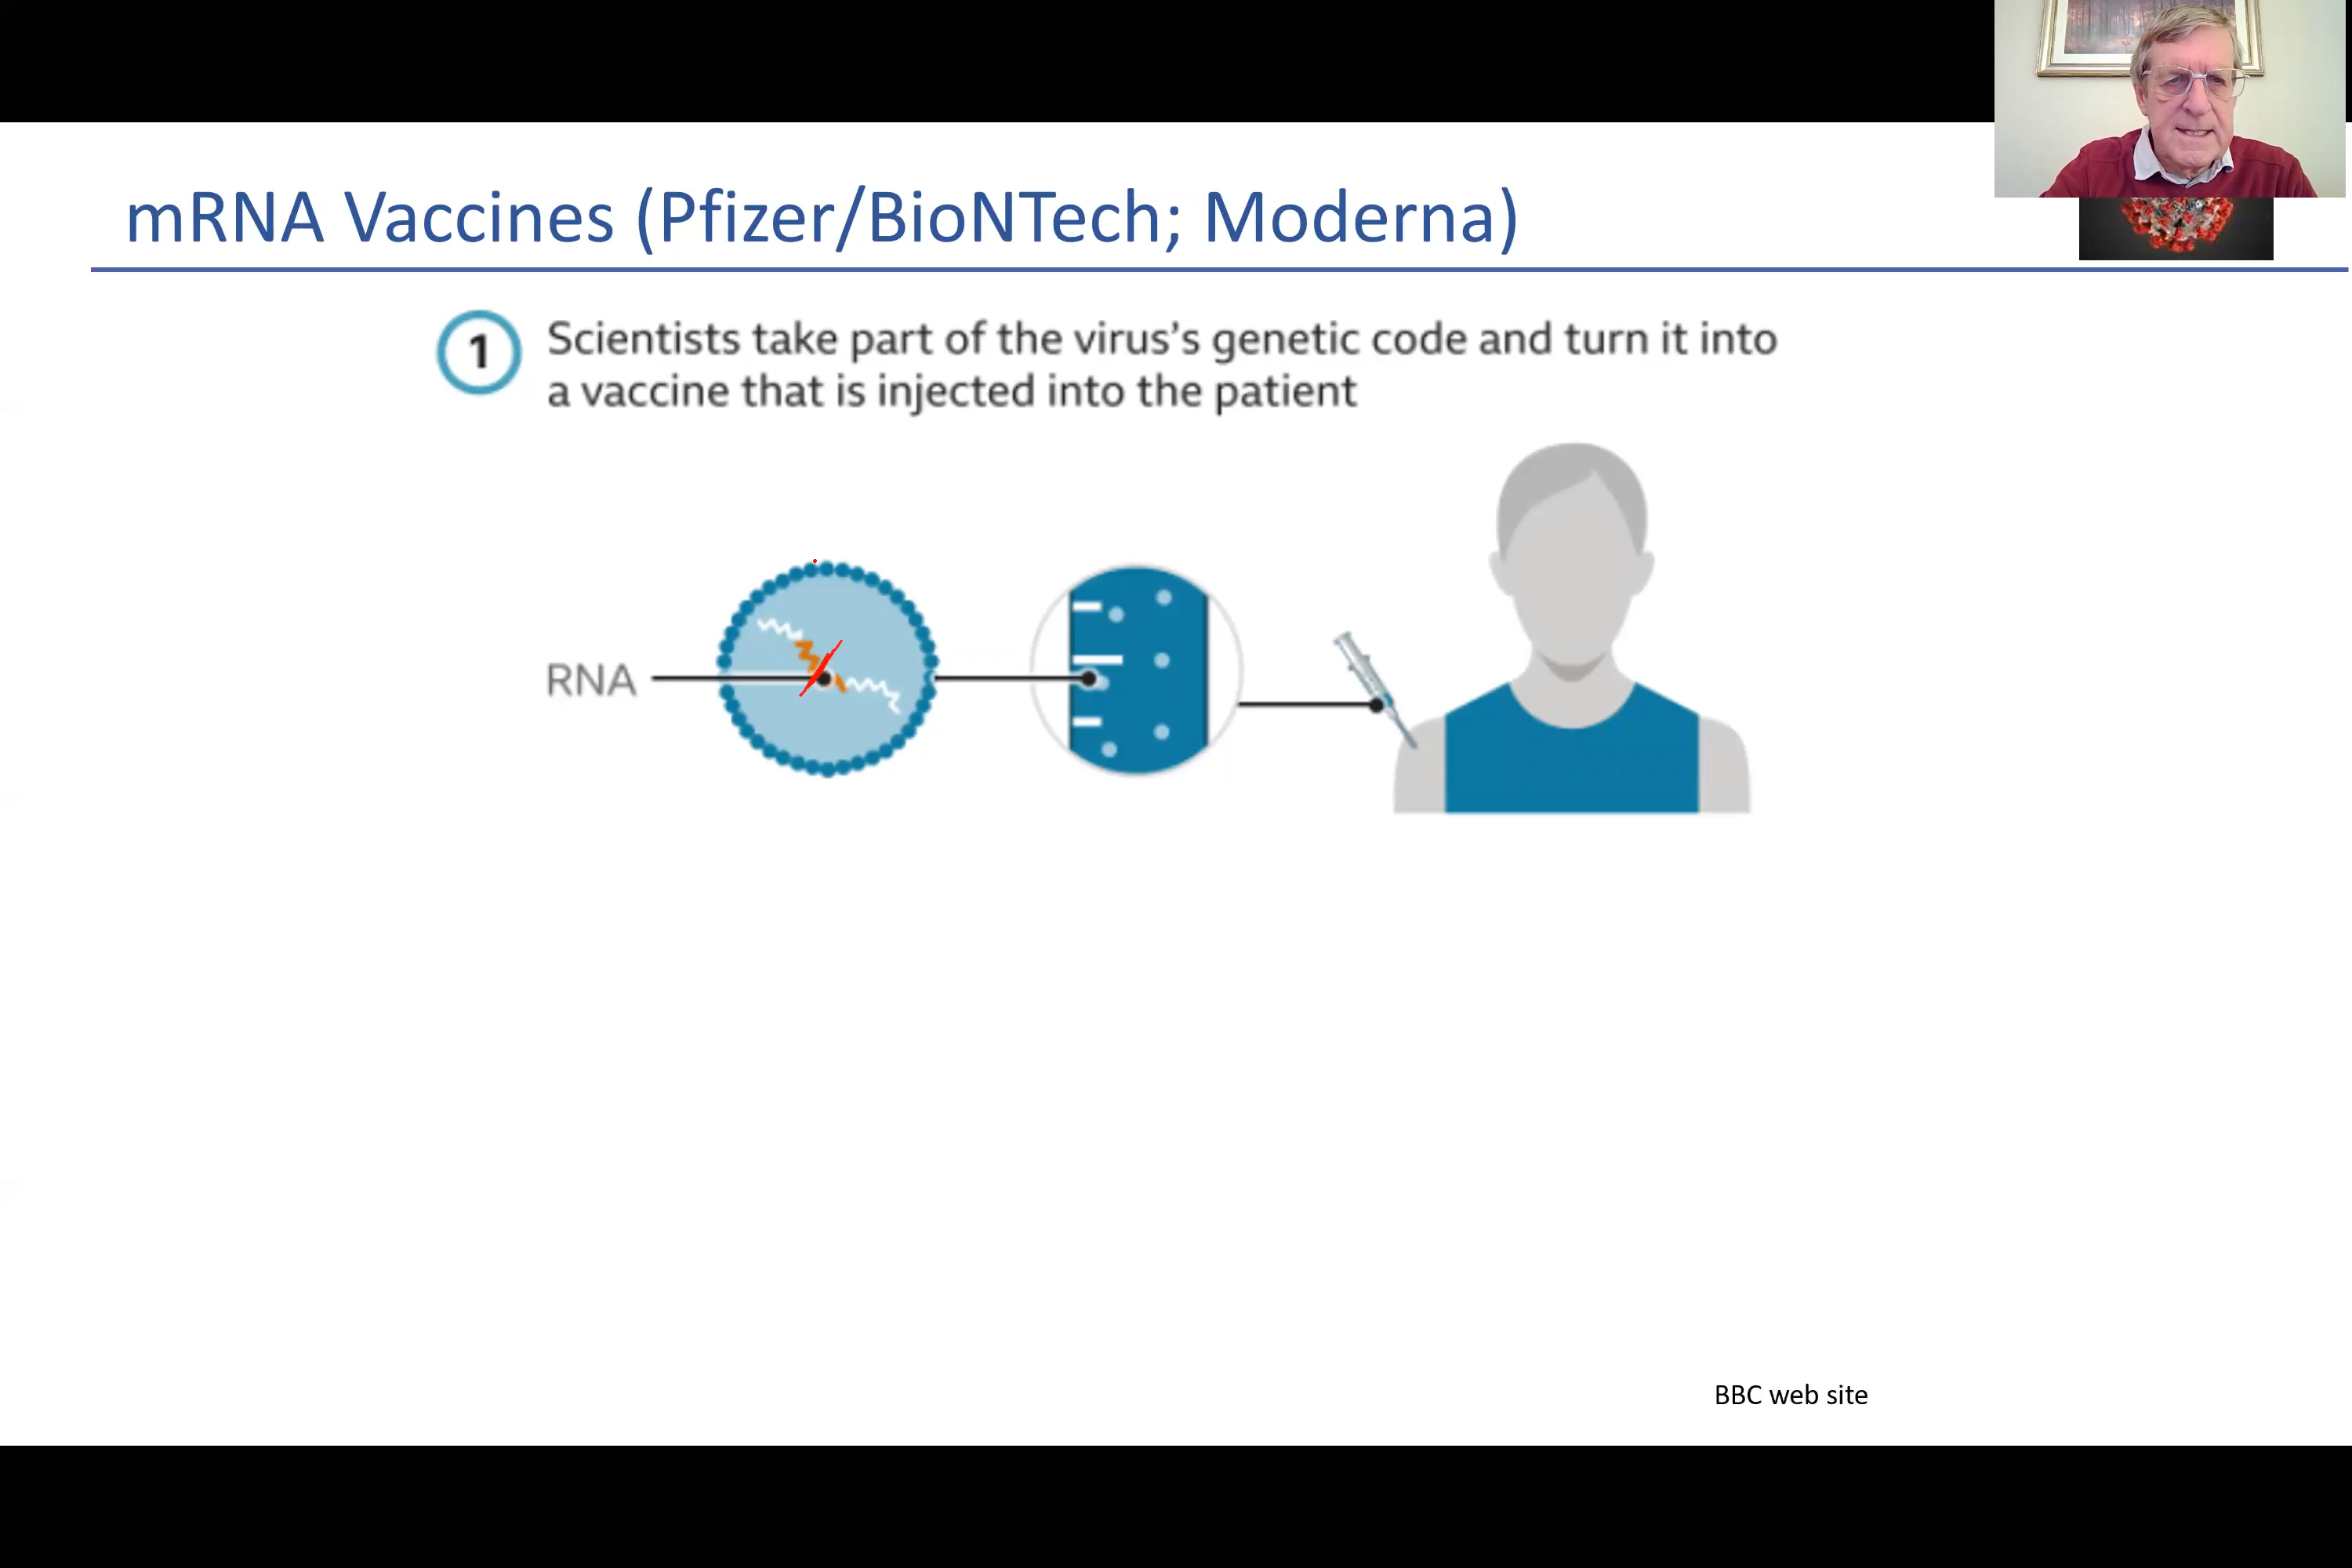 mRNA Vaccines (Pfizer/BioNTech; Moderna)
1
Scientists take part of the virus's genetic code and turn it into
a vaccine that is injected into the patient
RNA
BBC web site